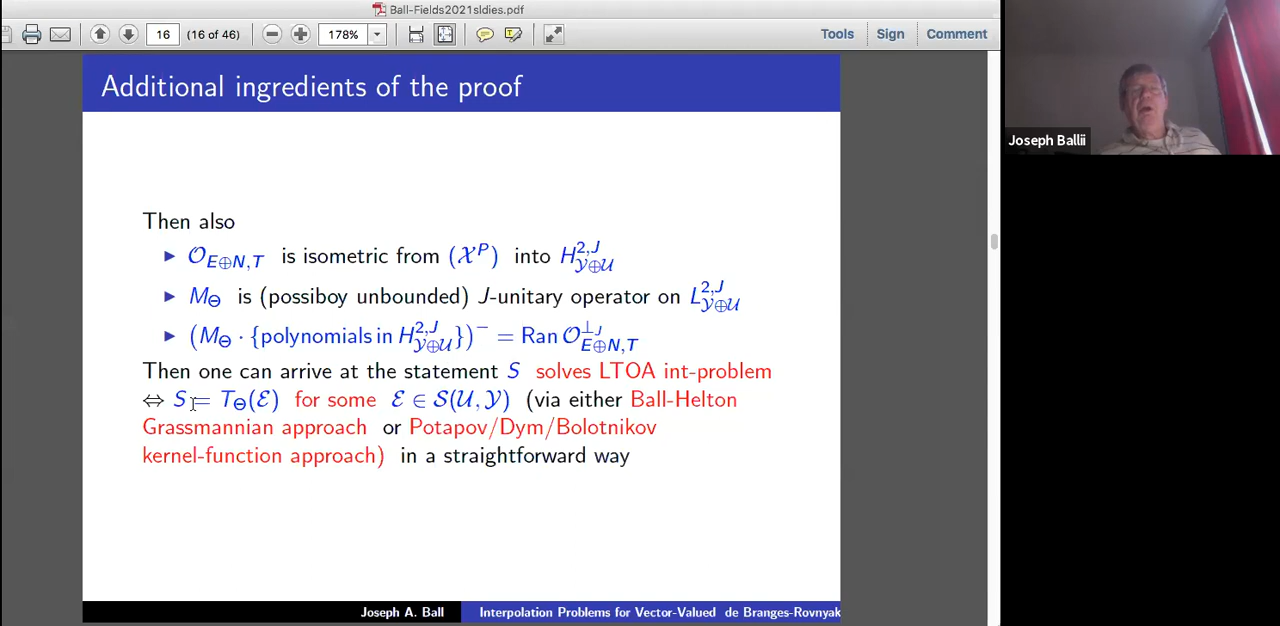 Ball-Fields2021sldies.pdf
16 (16 of 46) 178% Tools Sign Comment
Additional ingredients of the proof
Joseph Ballii
Then also
▶ 𝒪_{E⊕N,T} is isometric from (𝒳^P) into H^{2,J}_{𝒴⊕𝒰}
▶ M_Θ is (possiboy unbounded) J-unitary operator on L^{2,J}_{𝒴⊕𝒰}
▶ (M_Θ · {polynomials in H^{2,J}_{𝒴⊕𝒰}})^− = Ran 𝒪^{⊥_J}_{E⊕N,T}
Then one can arrive at the statement S solves LTOA int-problem
⇔ S = T_Θ(ℰ) for some ℰ ∈ 𝒮(𝒰, 𝒴) (via either Ball-Helton
Grassmannian approach or Potapov/Dym/Bolotnikov
kernel-function approach) in a straightforward way
Joseph A. Ball Interpolation Problems for Vector-Valued de Branges-Rovnyak